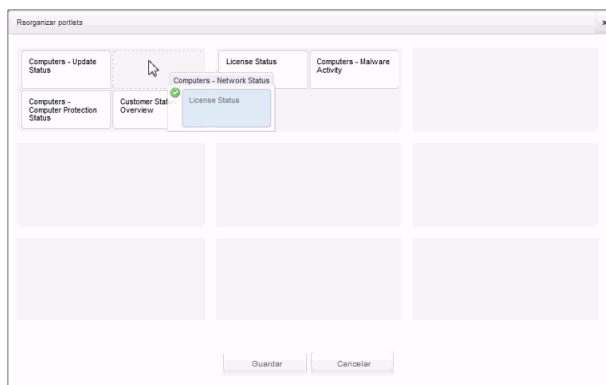 Reorganizar portlets
Computers - Update
Status
License Status
Computers - Malware
Activity
Computers - Network Status
License Status
Computers -
Computer Protection
Status
Customer Stat
Overview
Guardar
Cancelar